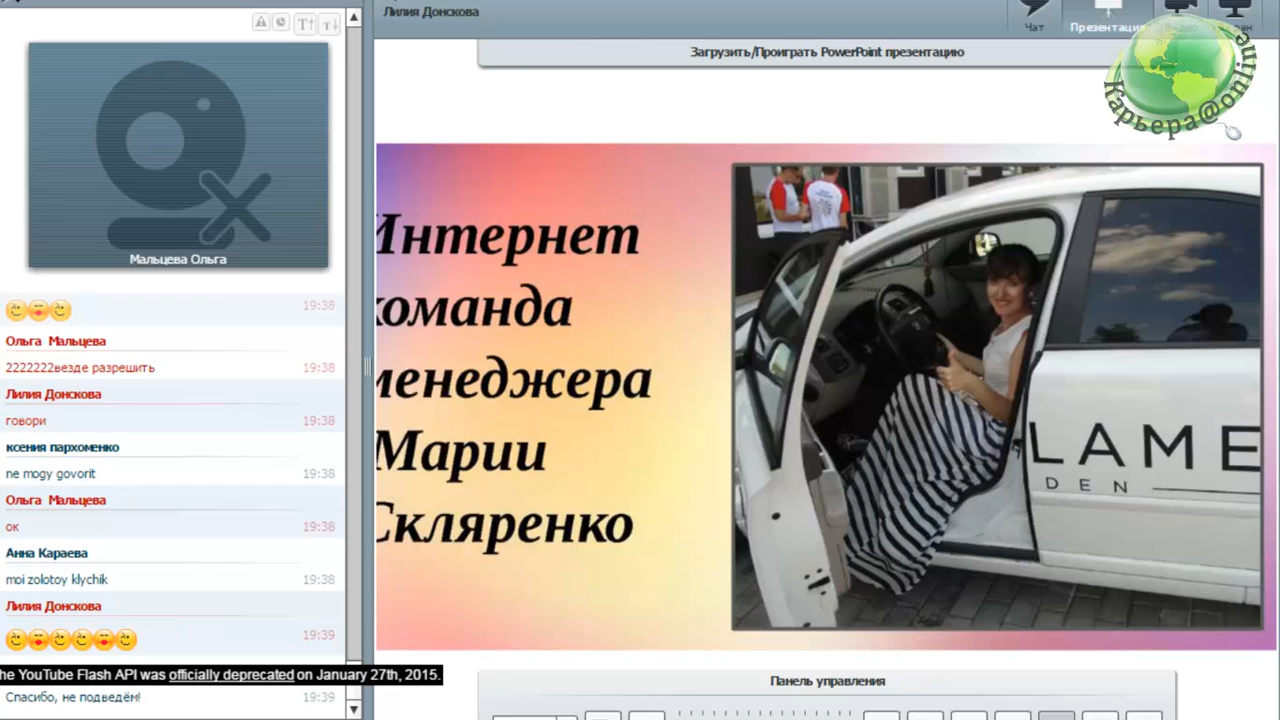 Мальцева Ольга
19:38
Ольга Мальцева
2222222везде разрешить 19:38
Лилия Донскова
говори 19:38
ксения пархоменко
ne mogy govorit 19:38
Ольга Мальцева
ок 19:38
Анна Караева
moi zolotoy klychik 19:38
Лилия Донскова
19:39
he YouTube Flash API was officially deprecated on January 27th, 2015.
Спасибо, не подведём! 19:39
Лилия Донскова
Чат
Презентация
Загрузить/Проиграть PowerPoint презентацию
Карьера@online
Интернет
команда
менеджера
Марии
Скляренко
LAME
DEN
Панель управления